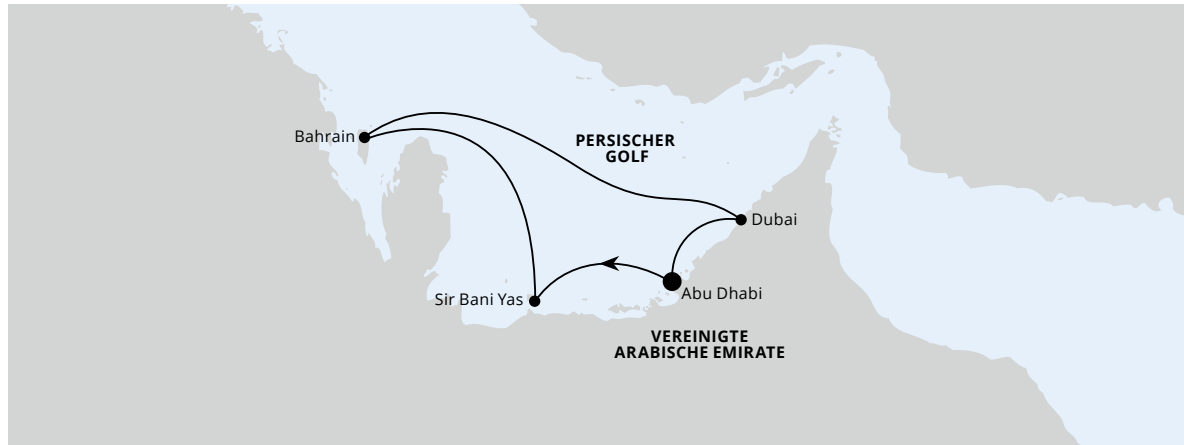 Bahrain
PERSISCHER
GOLF
Dubai
Sir Bani Yas
Abu Dhabi
VEREINIGTE
ARABISCHE EMIRATE